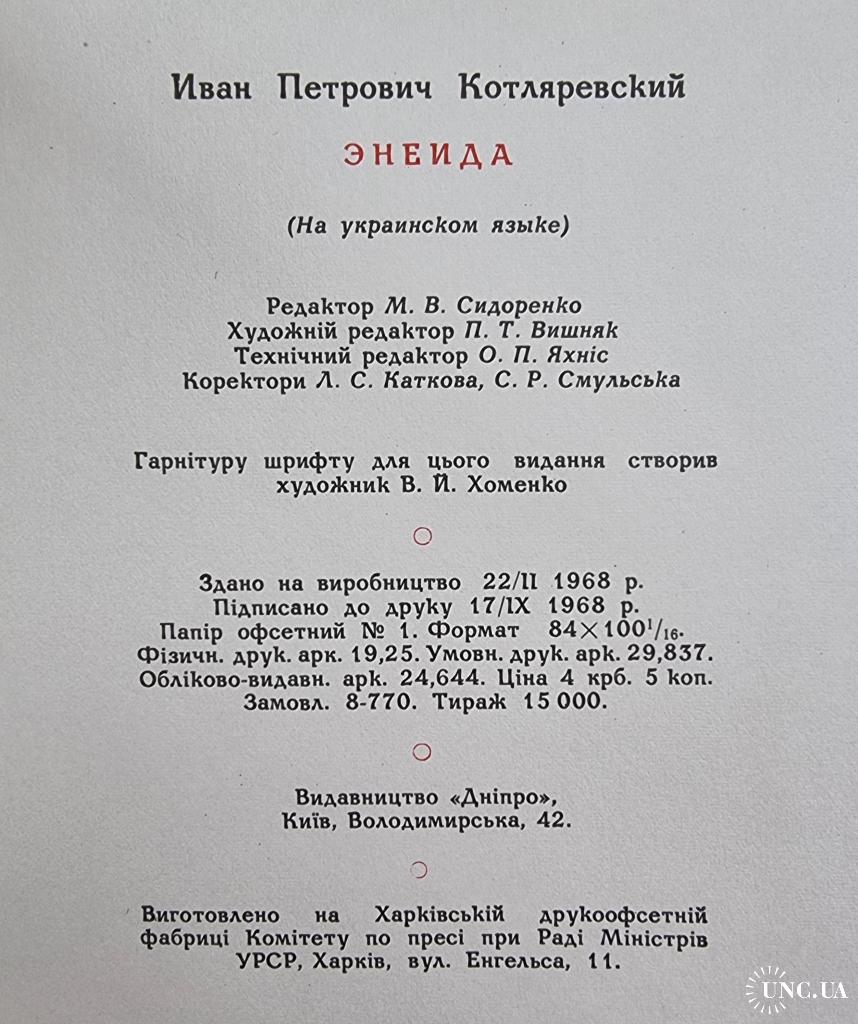 Иван Петрович Котляревский
ЭНЕИДА
(На украинском языке)
Редактор М. В. Сидоренко
Художній редактор П. Т. Вишняк
Технічний редактор О. П. Яхніс
Коректори Л. С. Каткова, С. Р. Смульська
Гарнітуру шрифту для цього видання створив
художник В. Й. Хоменко
Здано на виробництво 22/II 1968 р.
Підписано до друку 17/IX 1968 р.
Папір офсетний № 1. Формат 84×100¹/₁₆.
Фізичн. друк. арк. 19,25. Умовн. друк. арк. 29,837.
Обліково-видавн. арк. 24,644. Ціна 4 крб. 5 коп.
Замовл. 8-770. Тираж 15 000.
Видавництво «Дніпро»,
Київ, Володимирська, 42.
Виготовлено на Харківській друкоофсетній
фабриці Комітету по пресі при Раді Міністрів
УРСР, Харків, вул. Енгельса, 11.
UNC.UA